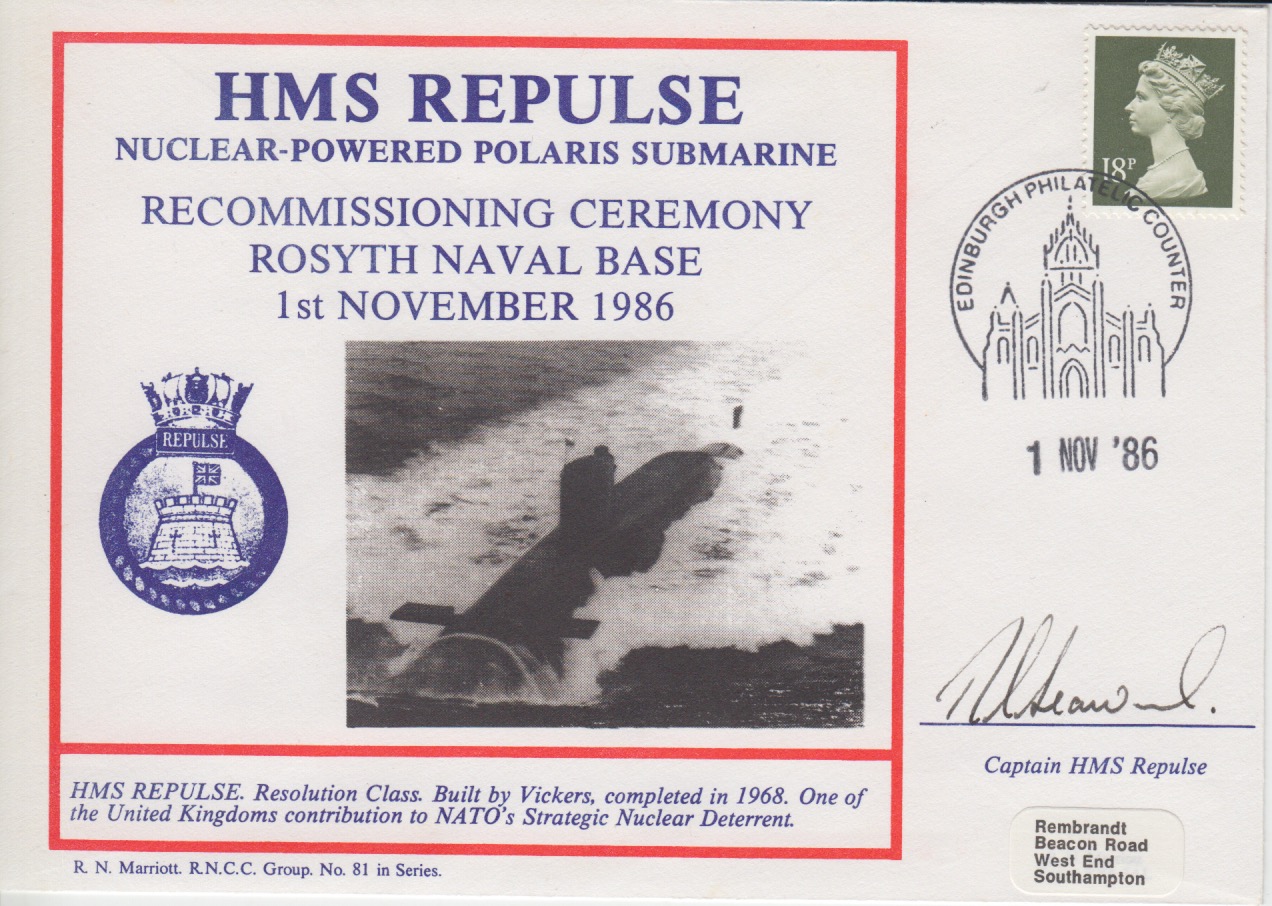 HMS REPULSE
NUCLEAR-POWERED POLARIS SUBMARINE
RECOMMISSIONING CEREMONY
ROSYTH NAVAL BASE
1st NOVEMBER 1986
REPULSE
HMS REPULSE. Resolution Class. Built by Vickers, completed in 1968. One of
the United Kingdoms contribution to NATO's Strategic Nuclear Deterrent.
R. N. Marriott. R.N.C.C. Group. No. 81 in Series.
18P
EDINBURGH PHILATELIC COUNTER
1 NOV '86
Captain HMS Repulse
Rembrandt
Beacon Road
West End
Southampton